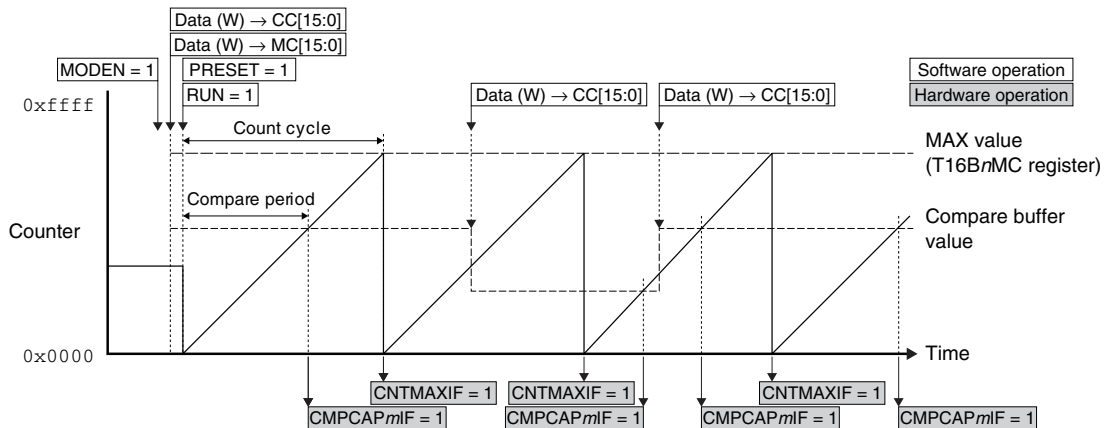 Data (W) → CC[15:0]
Data (W) → MC[15:0]
MODEN = 1
PRESET = 1
RUN = 1
Software operation
Hardware operation
0xffff
Data (W) → CC[15:0]
Data (W) → CC[15:0]
Count cycle
MAX value
(T16BnMC register)
Compare period
Counter
Compare buffer
value
0x0000
Time
CNTMAXIF = 1
CNTMAXIF = 1
CNTMAXIF = 1
CMPCAPmIF = 1
CMPCAPmIF = 1
CMPCAPmIF = 1
CMPCAPmIF = 1